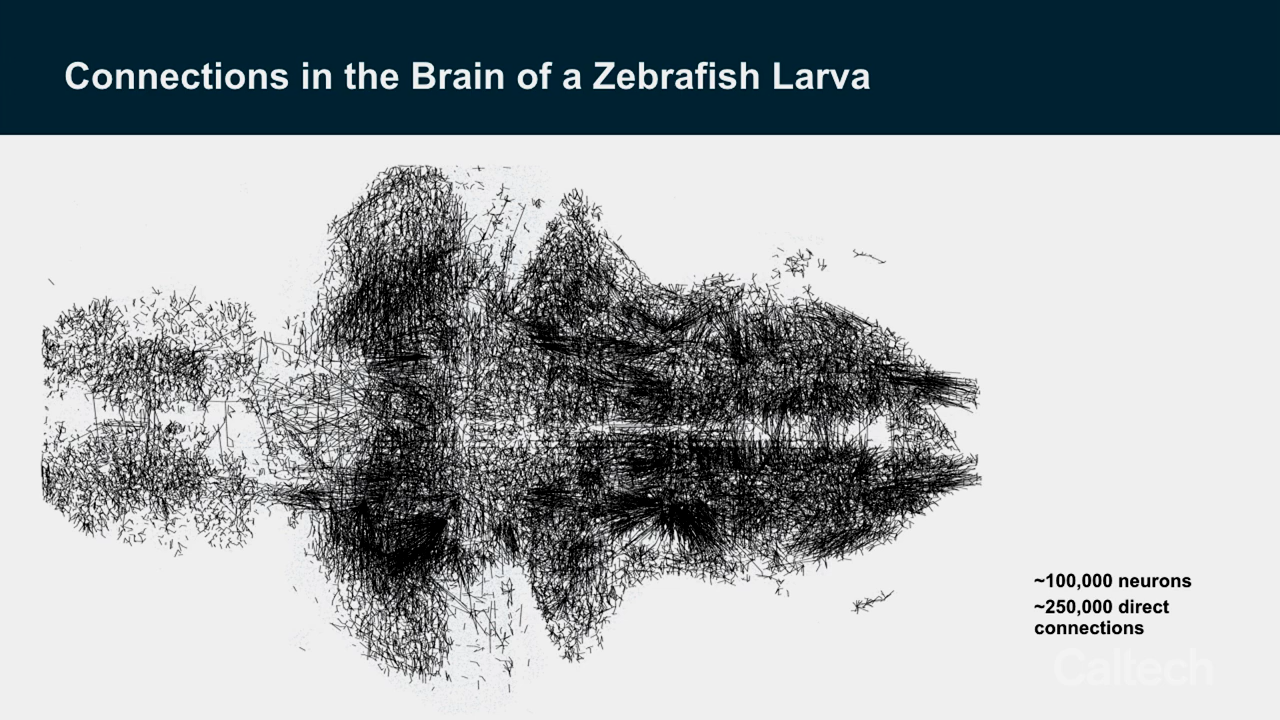 Connections in the Brain of a Zebrafish Larva
~100,000 neurons
~250,000 direct
connections
Caltech